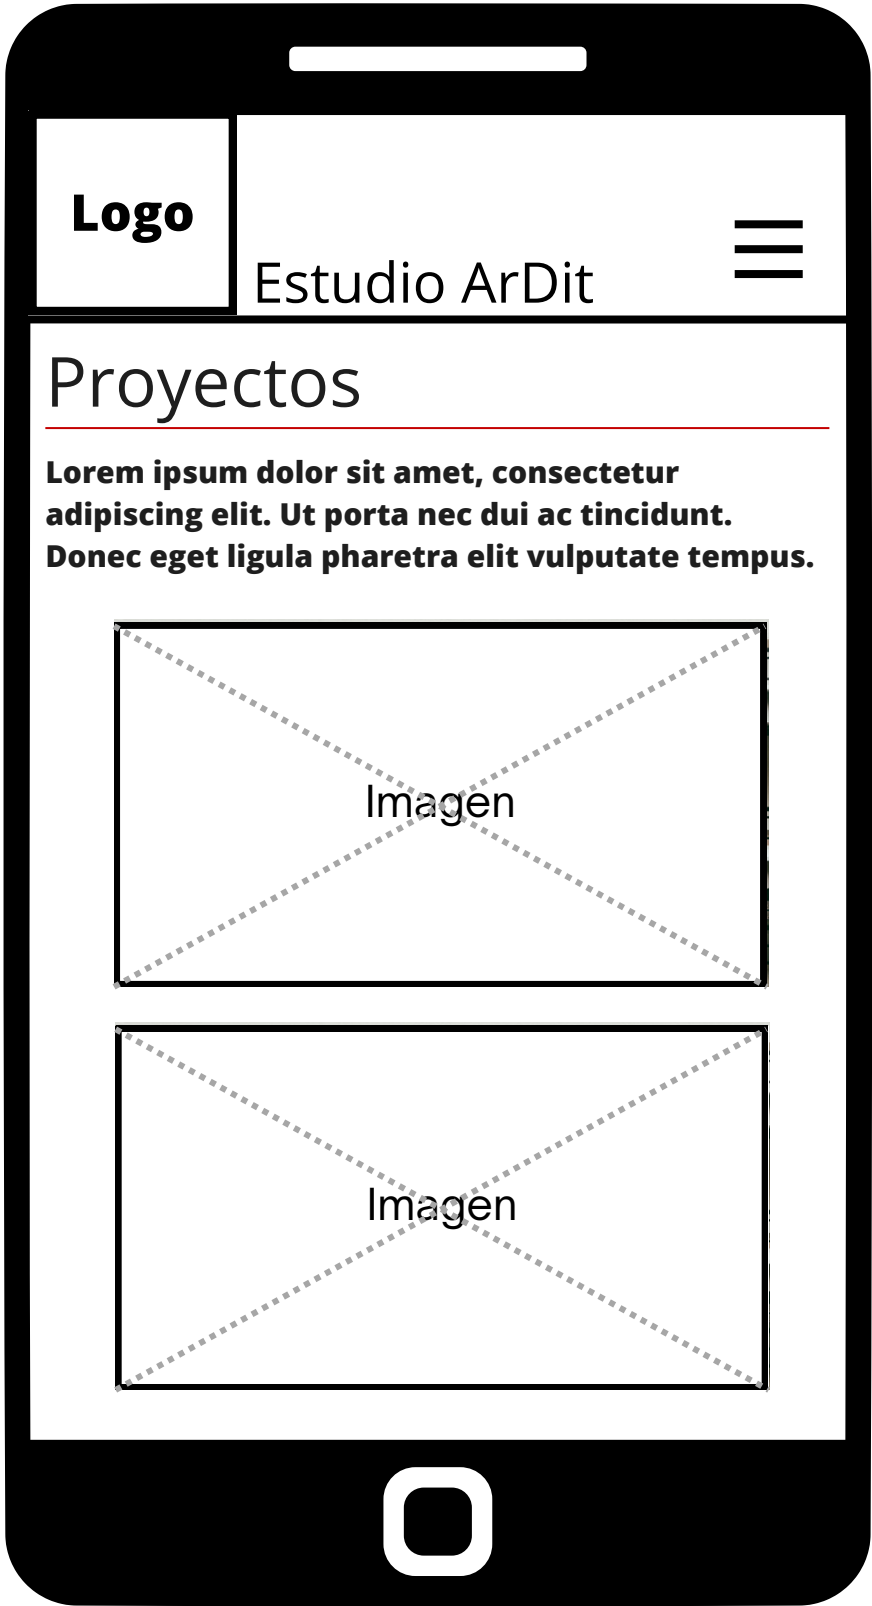 Logo
Estudio ArDit
Proyectos
Lorem ipsum dolor sit amet, consectetur
adipiscing elit. Ut porta nec dui ac tincidunt.
Donec eget ligula pharetra elit vulputate tempus.
Imagen
Imagen